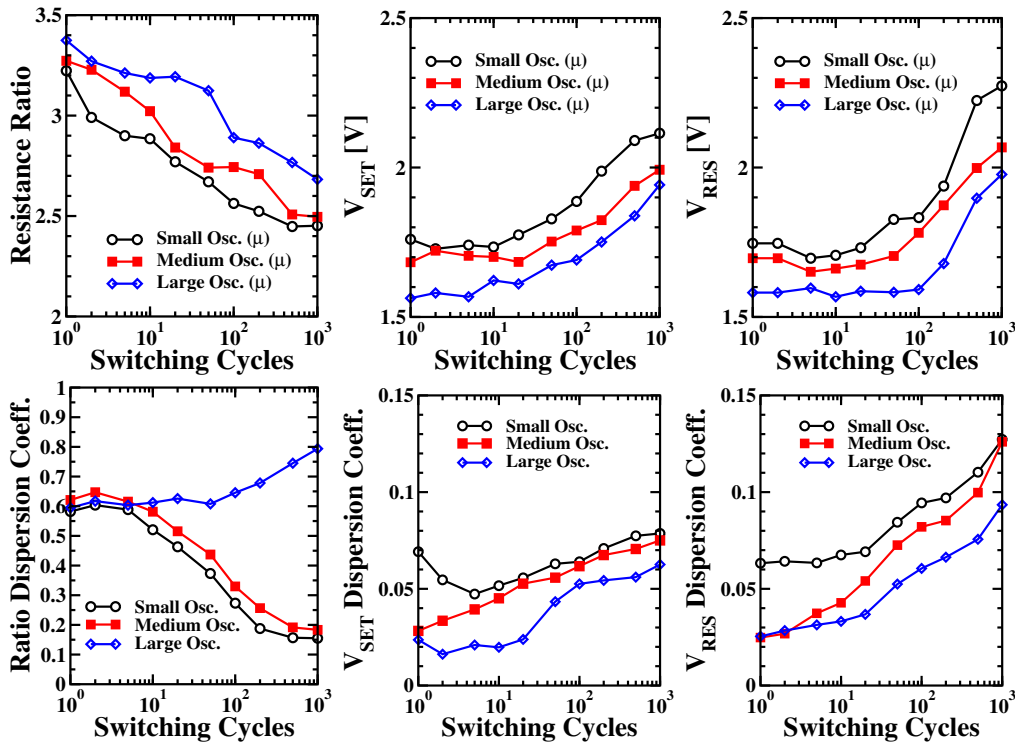 Resistance Ratio
3.5
3
2.5
2
Small Osc. (μ)
Medium Osc. (μ)
Large Osc. (μ)
10^0 10^1 10^2 10^3
Switching Cycles
V_SET [V]
2.5
2
1.5
Small Osc. (μ)
Medium Osc. (μ)
Large Osc. (μ)
10^0 10^1 10^2 10^3
Switching Cycles
V_RES [V]
2.5
2
1.5
Small Osc. (μ)
Medium Osc. (μ)
Large Osc. (μ)
10^0 10^1 10^2 10^3
Switching Cycles
Ratio Dispersion Coeff.
1
0.9
0.8
0.7
0.6
0.5
0.4
0.3
0.2
0.1
0
Small Osc.
Medium Osc.
Large Osc.
10^0 10^1 10^2 10^3
Switching Cycles
V_SET Dispersion Coeff.
0.15
0.1
0.05
0
Small Osc.
Medium Osc.
Large Osc.
10^0 10^1 10^2 10^3
Switching Cycles
V_RES Dispersion Coeff.
0.15
0.1
0.05
0
Small Osc.
Medium Osc.
Large Osc.
10^0 10^1 10^2 10^3
Switching Cycles